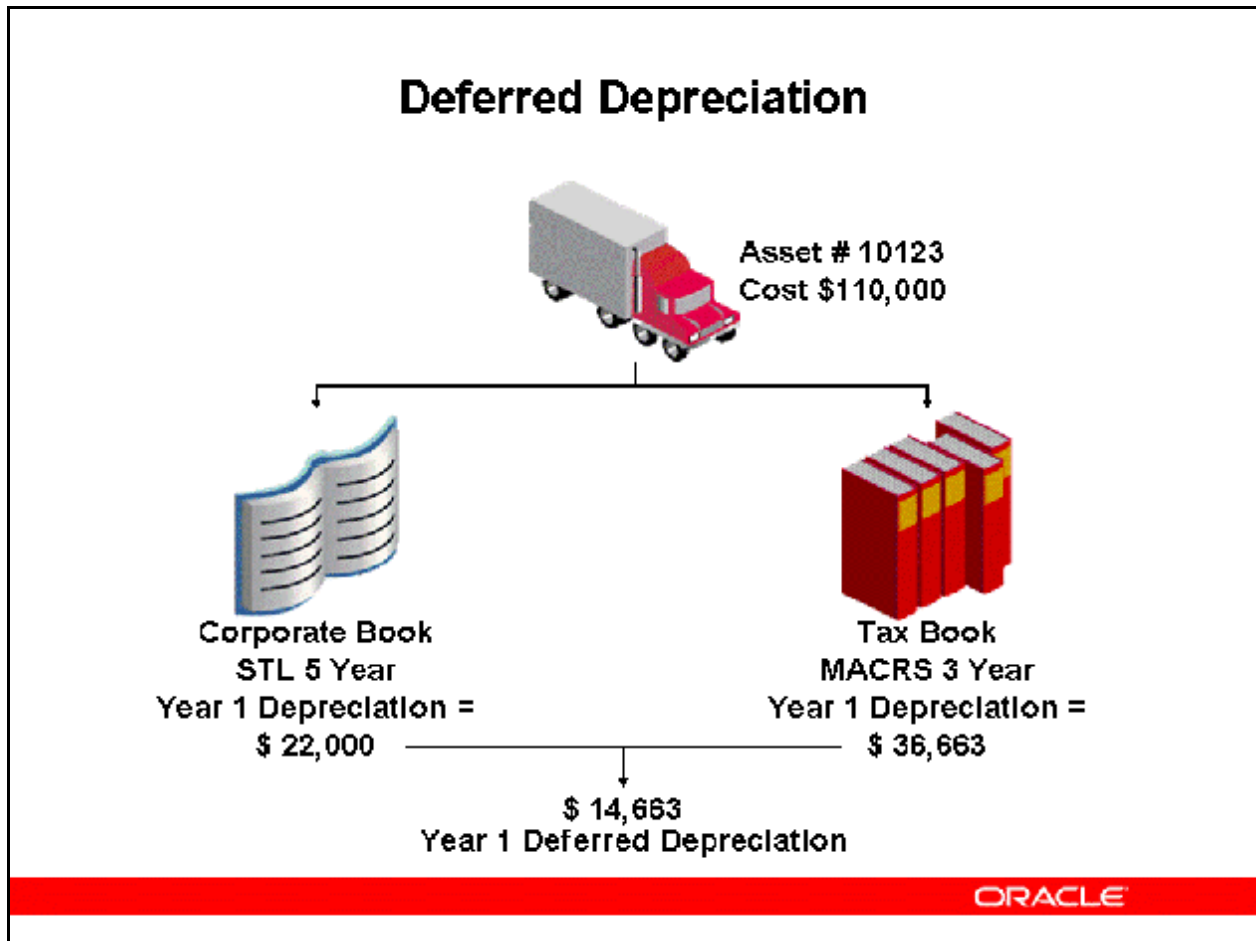 Deferred Depreciation
Asset # 10123
Cost $110,000
Corporate Book
STL 5 Year
Year 1 Depreciation =
$ 22,000
Tax Book
MACRS 3 Year
Year 1 Depreciation =
$ 36,663
$ 14,663
Year 1 Deferred Depreciation
ORACLE